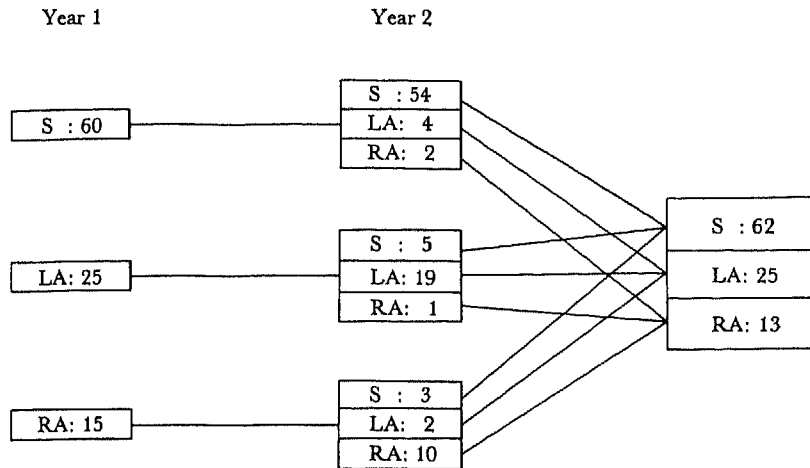 Year 1
Year 2
S : 60
S : 54
LA: 4
RA: 2
LA: 25
S : 5
LA: 19
RA: 1
RA: 15
S : 3
LA: 2
RA: 10
S : 62
LA: 25
RA: 13